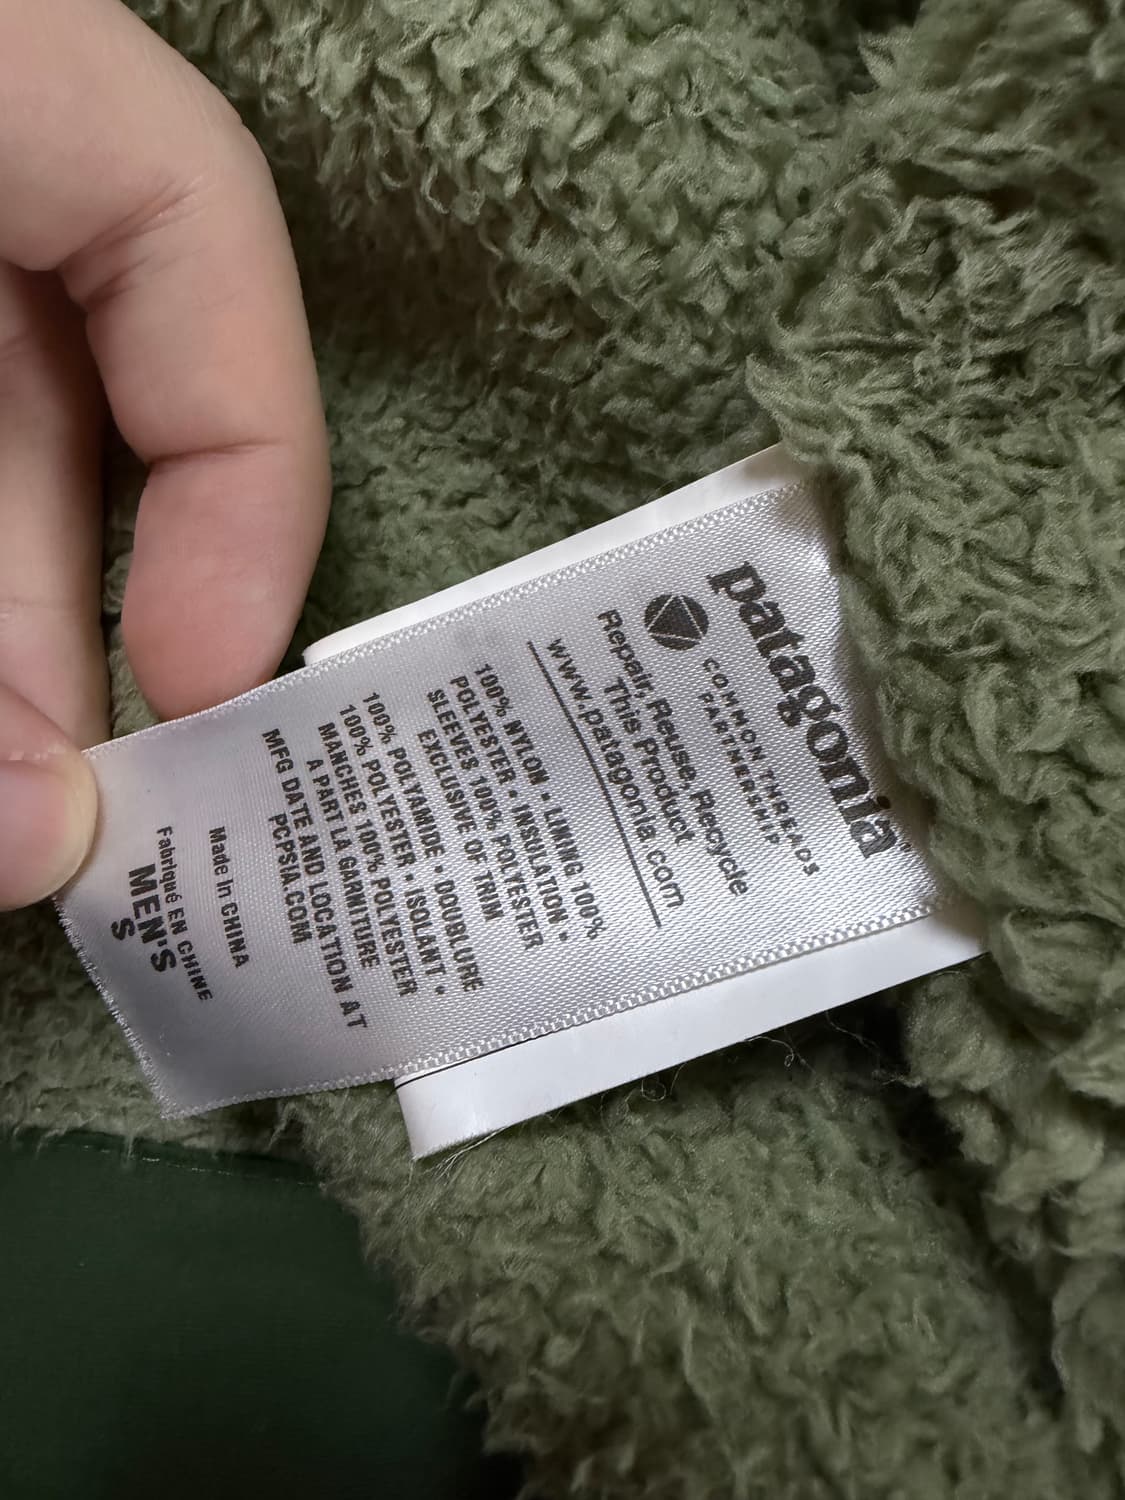 patagonia
COMMON THREADS
PARTNERSHIP
Repair, Reuse, Recycle
This Product
www.patagonia.com
100% NYLON • LINING 100%
POLYESTER • INSULATION •
SLEEVES 100% POLYESTER
EXCLUSIVE OF TRIM
100% POLYAMIDE • DOUBLURE
100% POLYESTER • ISOLANT •
MANCHES 100% POLYESTER
A PART LA GARNITURE
MFG DATE AND LOCATION AT
PCPSIA.COM
Made In CHINA
Fabriqué EN CHINE
MEN'S
S